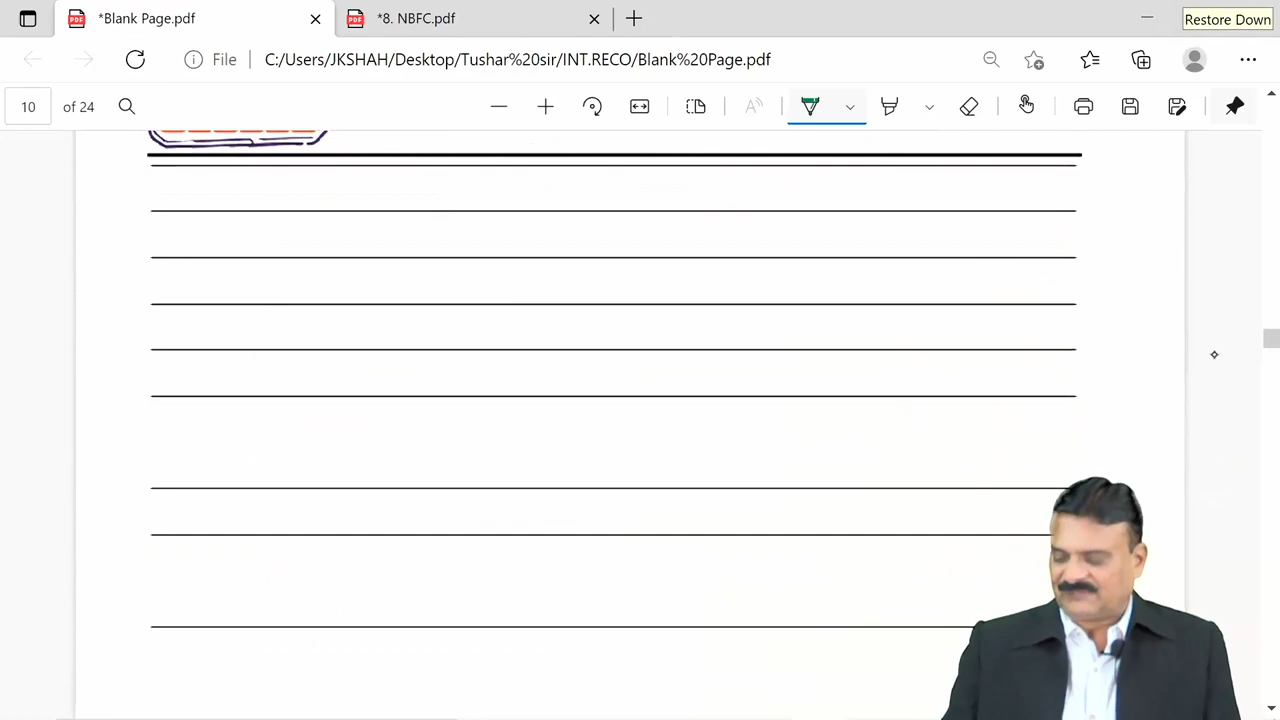 *Blank Page.pdf
*8. NBFC.pdf
Restore Down
File
C:/Users/JKSHAH/Desktop/Tushar%20sir/INT.RECO/Blank%20Page.pdf
10 of 24